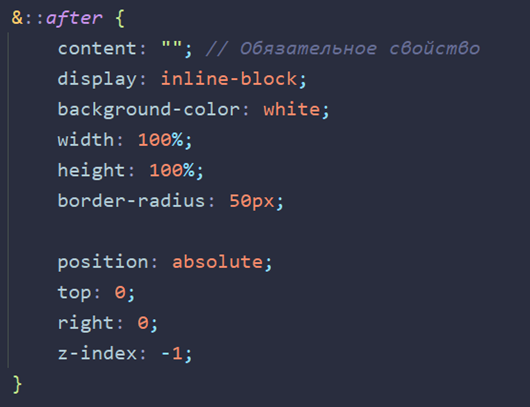 &::after {
content: ""; // Обязательное свойство
display: inline-block;
background-color: white;
width: 100%;
height: 100%;
border-radius: 50px;
position: absolute;
top: 0;
right: 0;
z-index: -1;
}